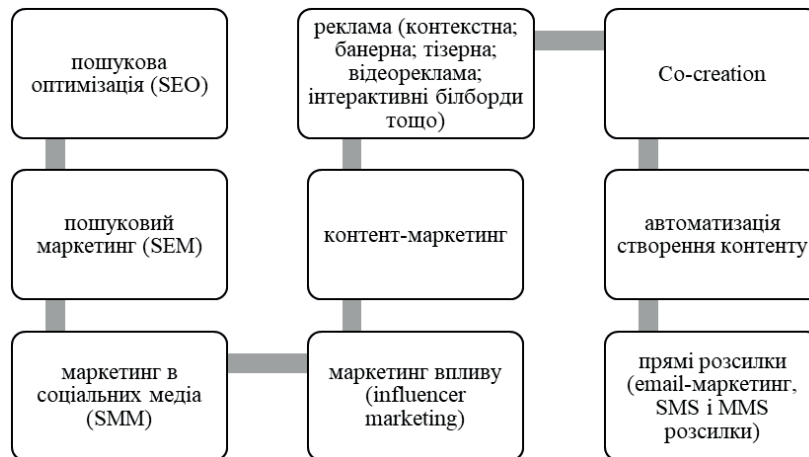 пошукова
оптимізація (SEO)
пошуковий
маркетинг (SEM)
маркетинг в
соціальних медіа
(SMM)
маркетинг впливу
(influencer
marketing)
контент-маркетинг
реклама (контекстна;
банерна; тізерна;
відеореклама;
інтерактивні білборди
тощо)
Co-creation
автоматизація
створення контенту
прямі розсилки
(email-маркетинг,
SMS і MMS
розсилки)